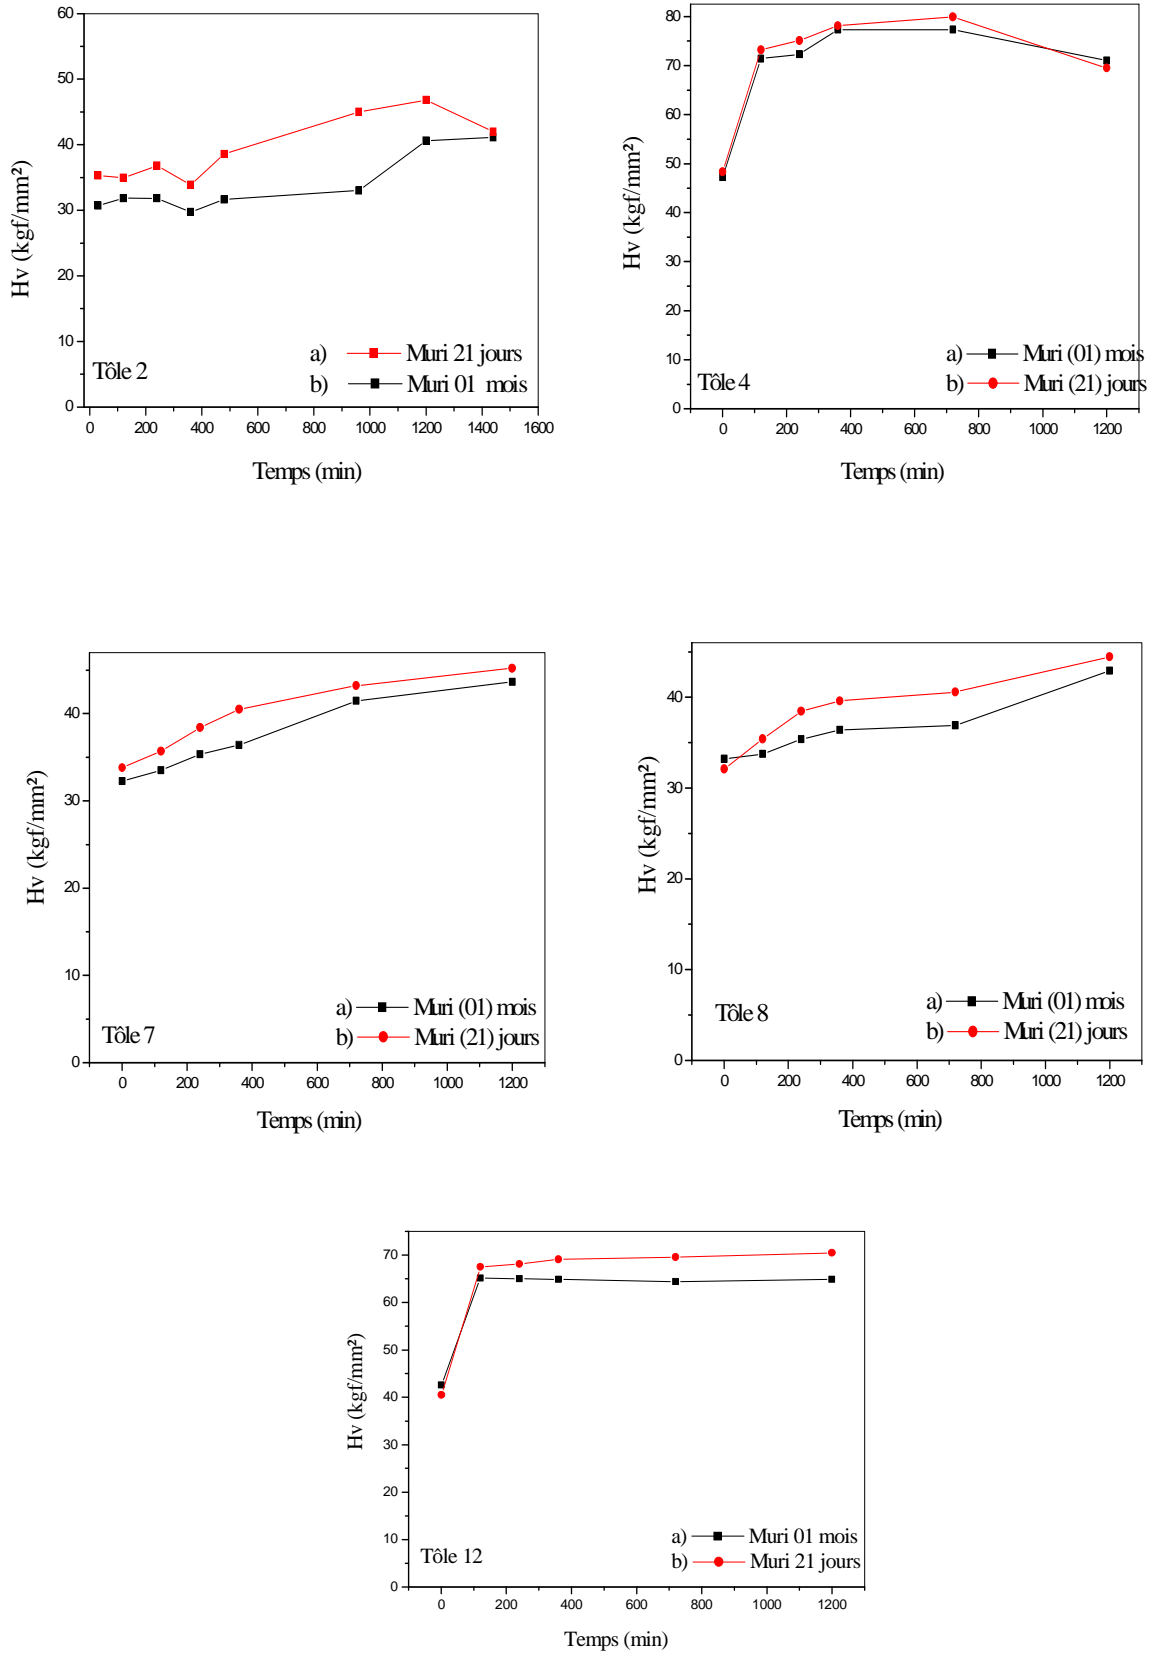 60
50
40
30
20
10
0
Hv (kgf/mm²)
a) Muri 21 jours
b) Muri 01 mois
Tôle 2
0 200 400 600 800 1000 1200 1400 1600
Temps (min)
80
70
60
50
40
30
20
10
0
Hv (kgf/mm²)
a) Muri (01) mois
b) Muri (21) jours
Tôle 4
0 200 400 600 800 1000 1200
Temps (min)
40
30
20
10
0
Hv (kgf/mm²)
a) Muri (01) mois
b) Muri (21) jours
Tôle 7
0 200 400 600 800 1000 1200
Temps (min)
40
30
20
10
0
Hv (kgf/mm²)
a) Muri (01) mois
b) Muri (21) jours
Tôle 8
0 200 400 600 800 1000 1200
Temps (min)
70
60
50
40
30
20
10
0
Hv (kgf/mm²)
a) Muri 01 mois
b) Muri 21 jours
Tôle 12
0 200 400 600 800 1000 1200
Temps (min)